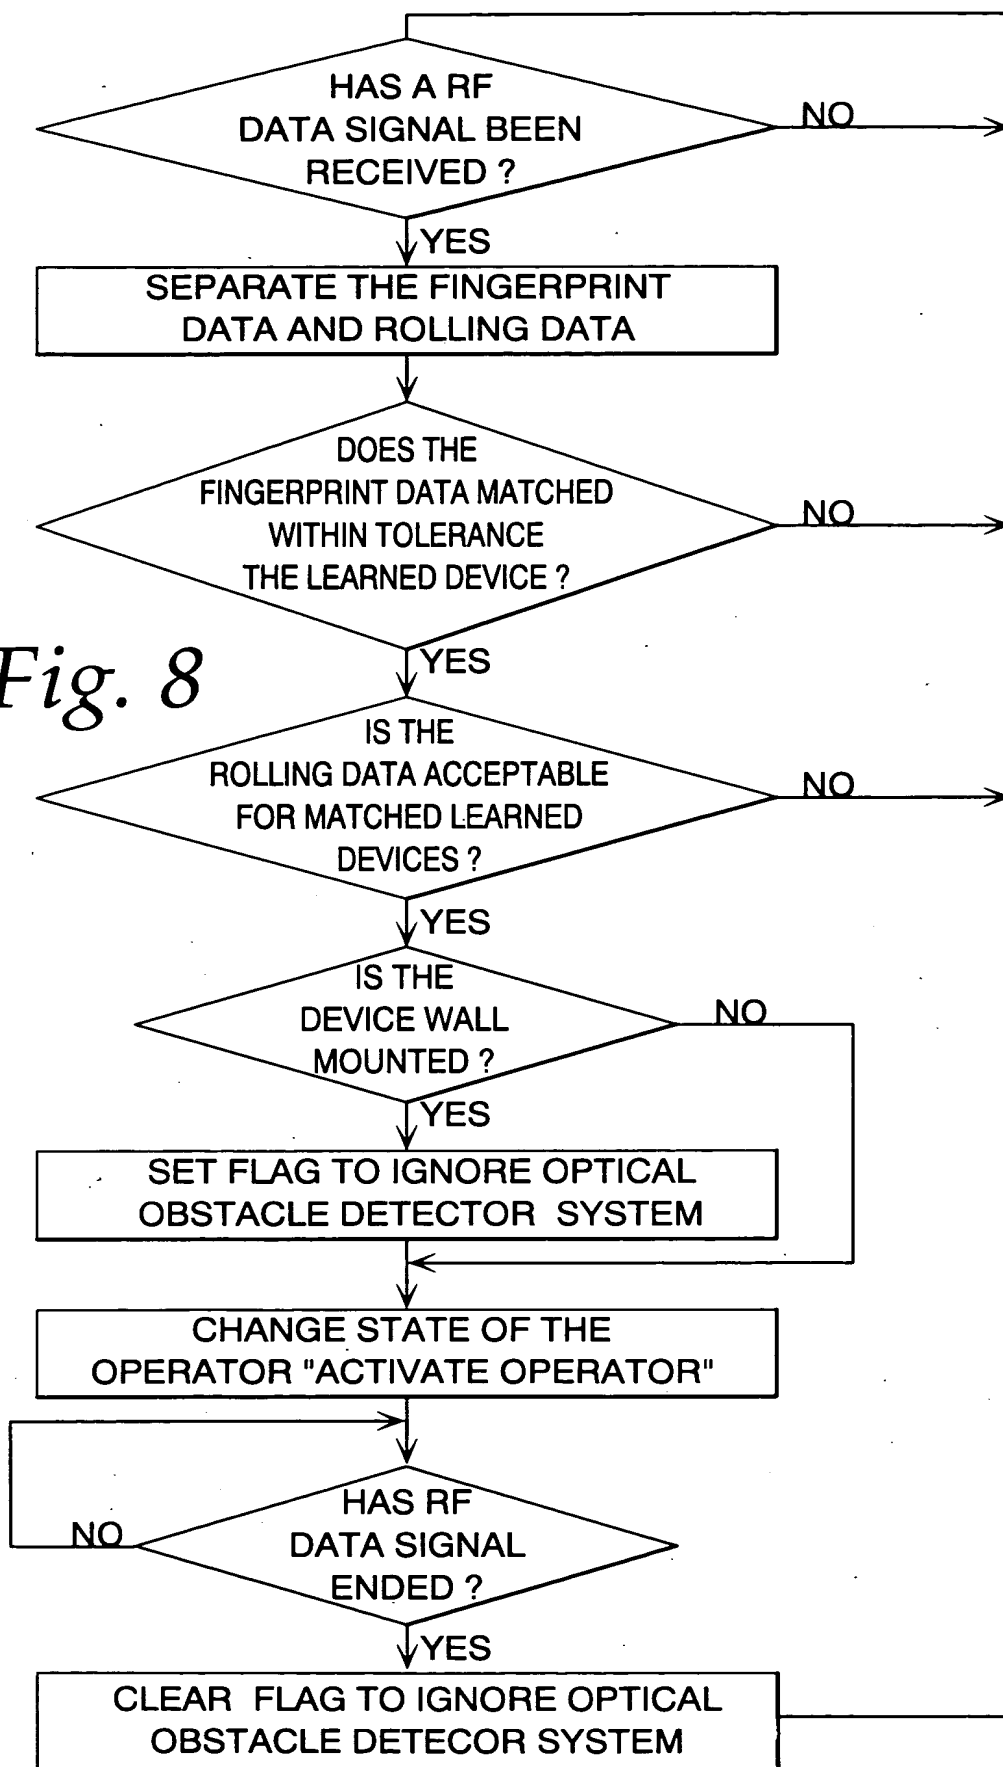 HAS A RF
DATA SIGNAL BEEN
RECEIVED ?
NO
YES
SEPARATE THE FINGERPRINT
DATA AND ROLLING DATA
DOES THE
FINGERPRINT DATA MATCHED
WITHIN TOLERANCE
THE LEARNED DEVICE ?
NO
YES
Fig. 8
IS THE
ROLLING DATA ACCEPTABLE
FOR MATCHED LEARNED
DEVICES ?
NO
YES
IS THE
DEVICE WALL
MOUNTED ?
NO
YES
SET FLAG TO IGNORE OPTICAL
OBSTACLE DETECTOR SYSTEM
CHANGE STATE OF THE
OPERATOR "ACTIVATE OPERATOR"
HAS RF
DATA SIGNAL
ENDED ?
NO
YES
CLEAR FLAG TO IGNORE OPTICAL
OBSTACLE DETECOR SYSTEM